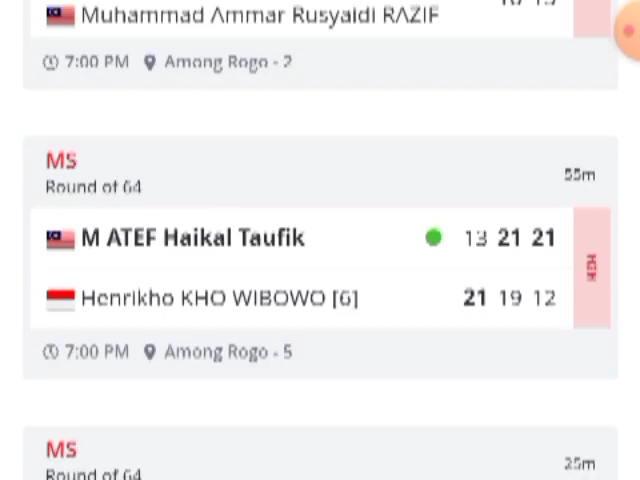 Muhammad Ammar Rusyaidi RAZIF
7:00 PM Among Rogo - 2
MS
55m
Round of 64
M ATEF Haikal Taufik 13 21 21
H2H
Henrikho KHO WIBOWO [6] 21 19 12
7:00 PM Among Rogo - 5
MS
25m
Round of 64